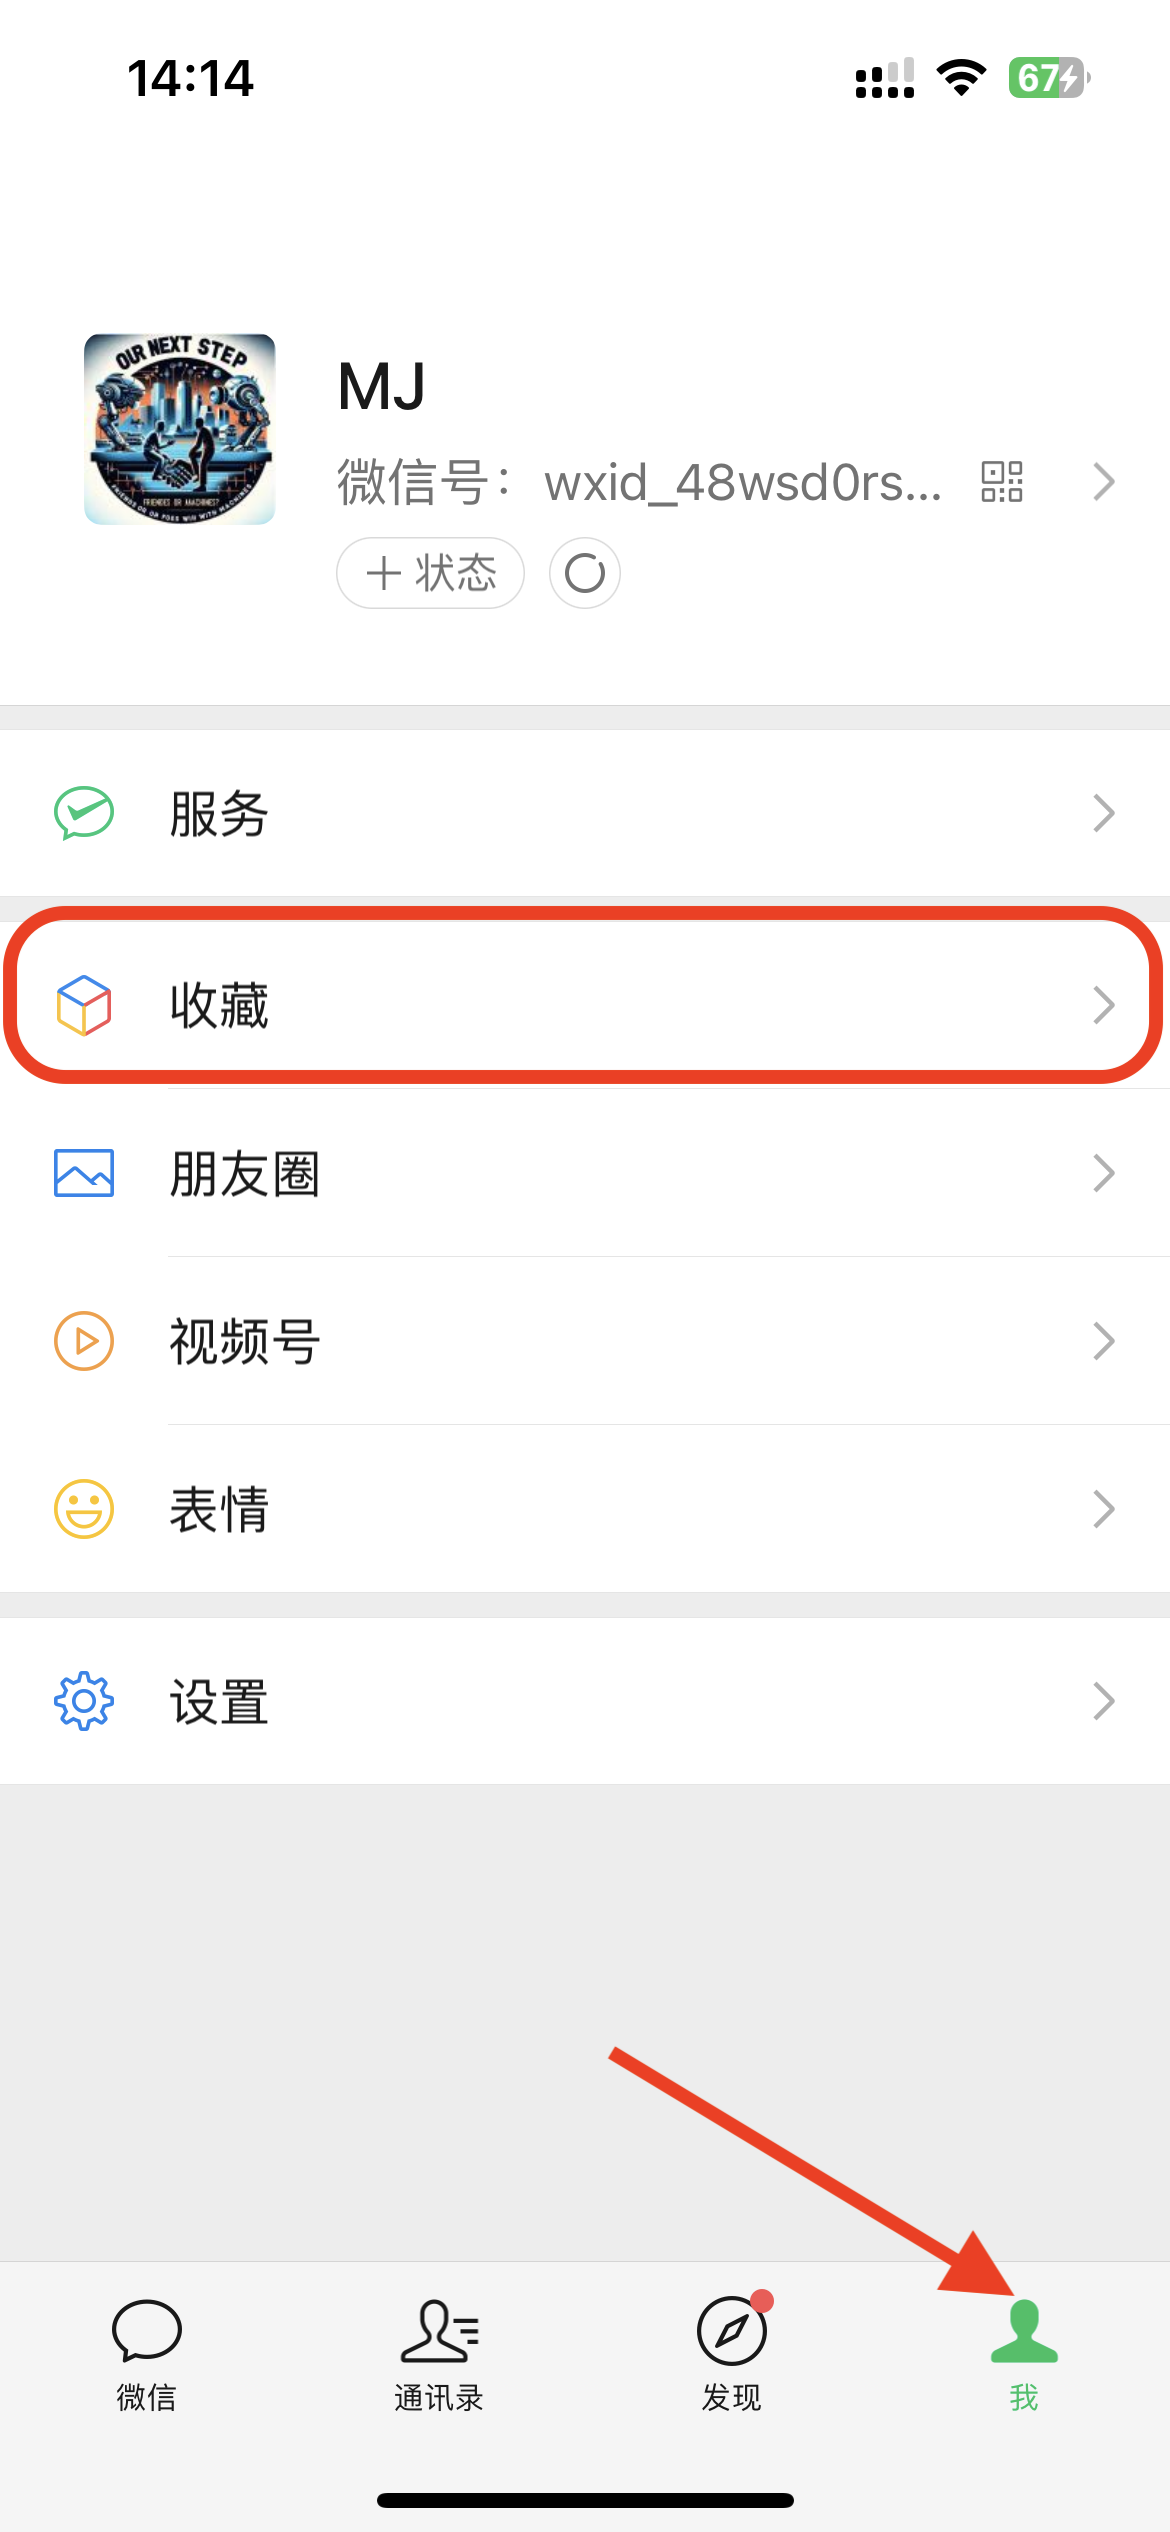 14:14
67
OUR NEXT STEP
FRIENDS OR MACHINES?
MJ
微信号： wxid_48wsd0rs...
状态
服务
收藏
朋友圈
视频号
表情
设置
微信
通讯录
发现
我